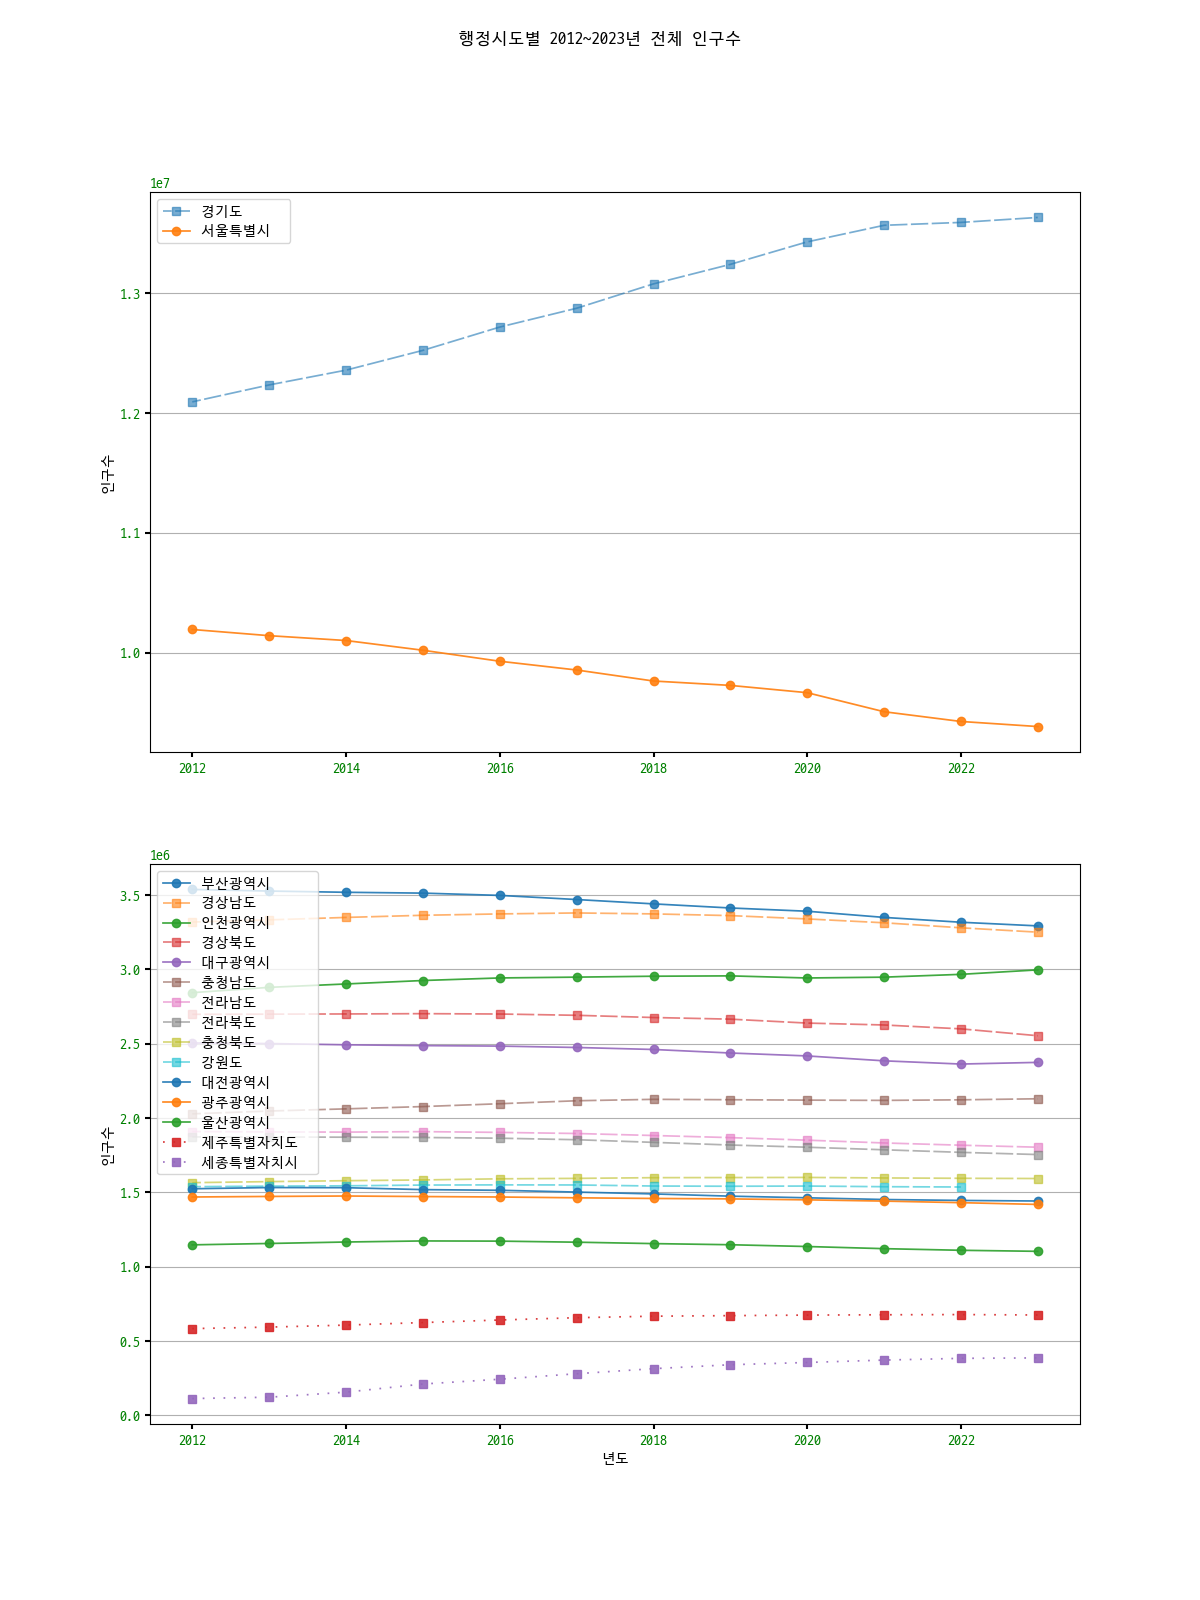 행정시도별 2012~2023년 전체 인구수
1e7
경기도
서울특별시
1.3
1.2
1.1
1.0
인구수
2012 2014 2016 2018 2020 2022
1e6
부산광역시
경상남도
인천광역시
경상북도
대구광역시
충청남도
전라남도
전라북도
충청북도
강원도
대전광역시
광주광역시
울산광역시
제주특별자치도
세종특별자치시
3.5
3.0
2.5
2.0
1.5
1.0
0.5
0.0
인구수
2012 2014 2016 2018 2020 2022
년도